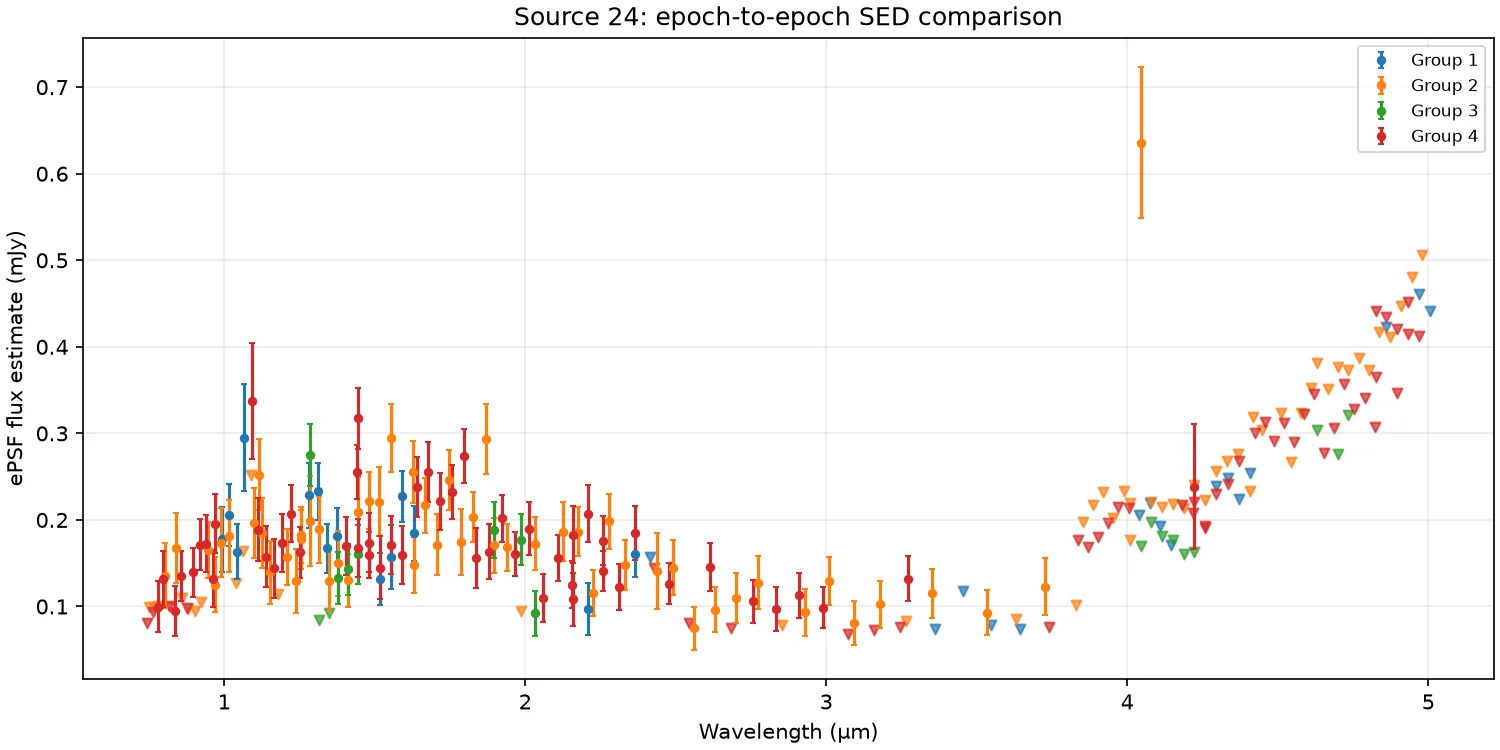 Source 24: epoch-to-epoch SED comparison
ePSF flux estimate (mJy)
0.7
0.6
0.5
0.4
0.3
0.2
0.1
Group 1
Group 2
Group 3
Group 4
1
2
3
4
5
Wavelength (μm)